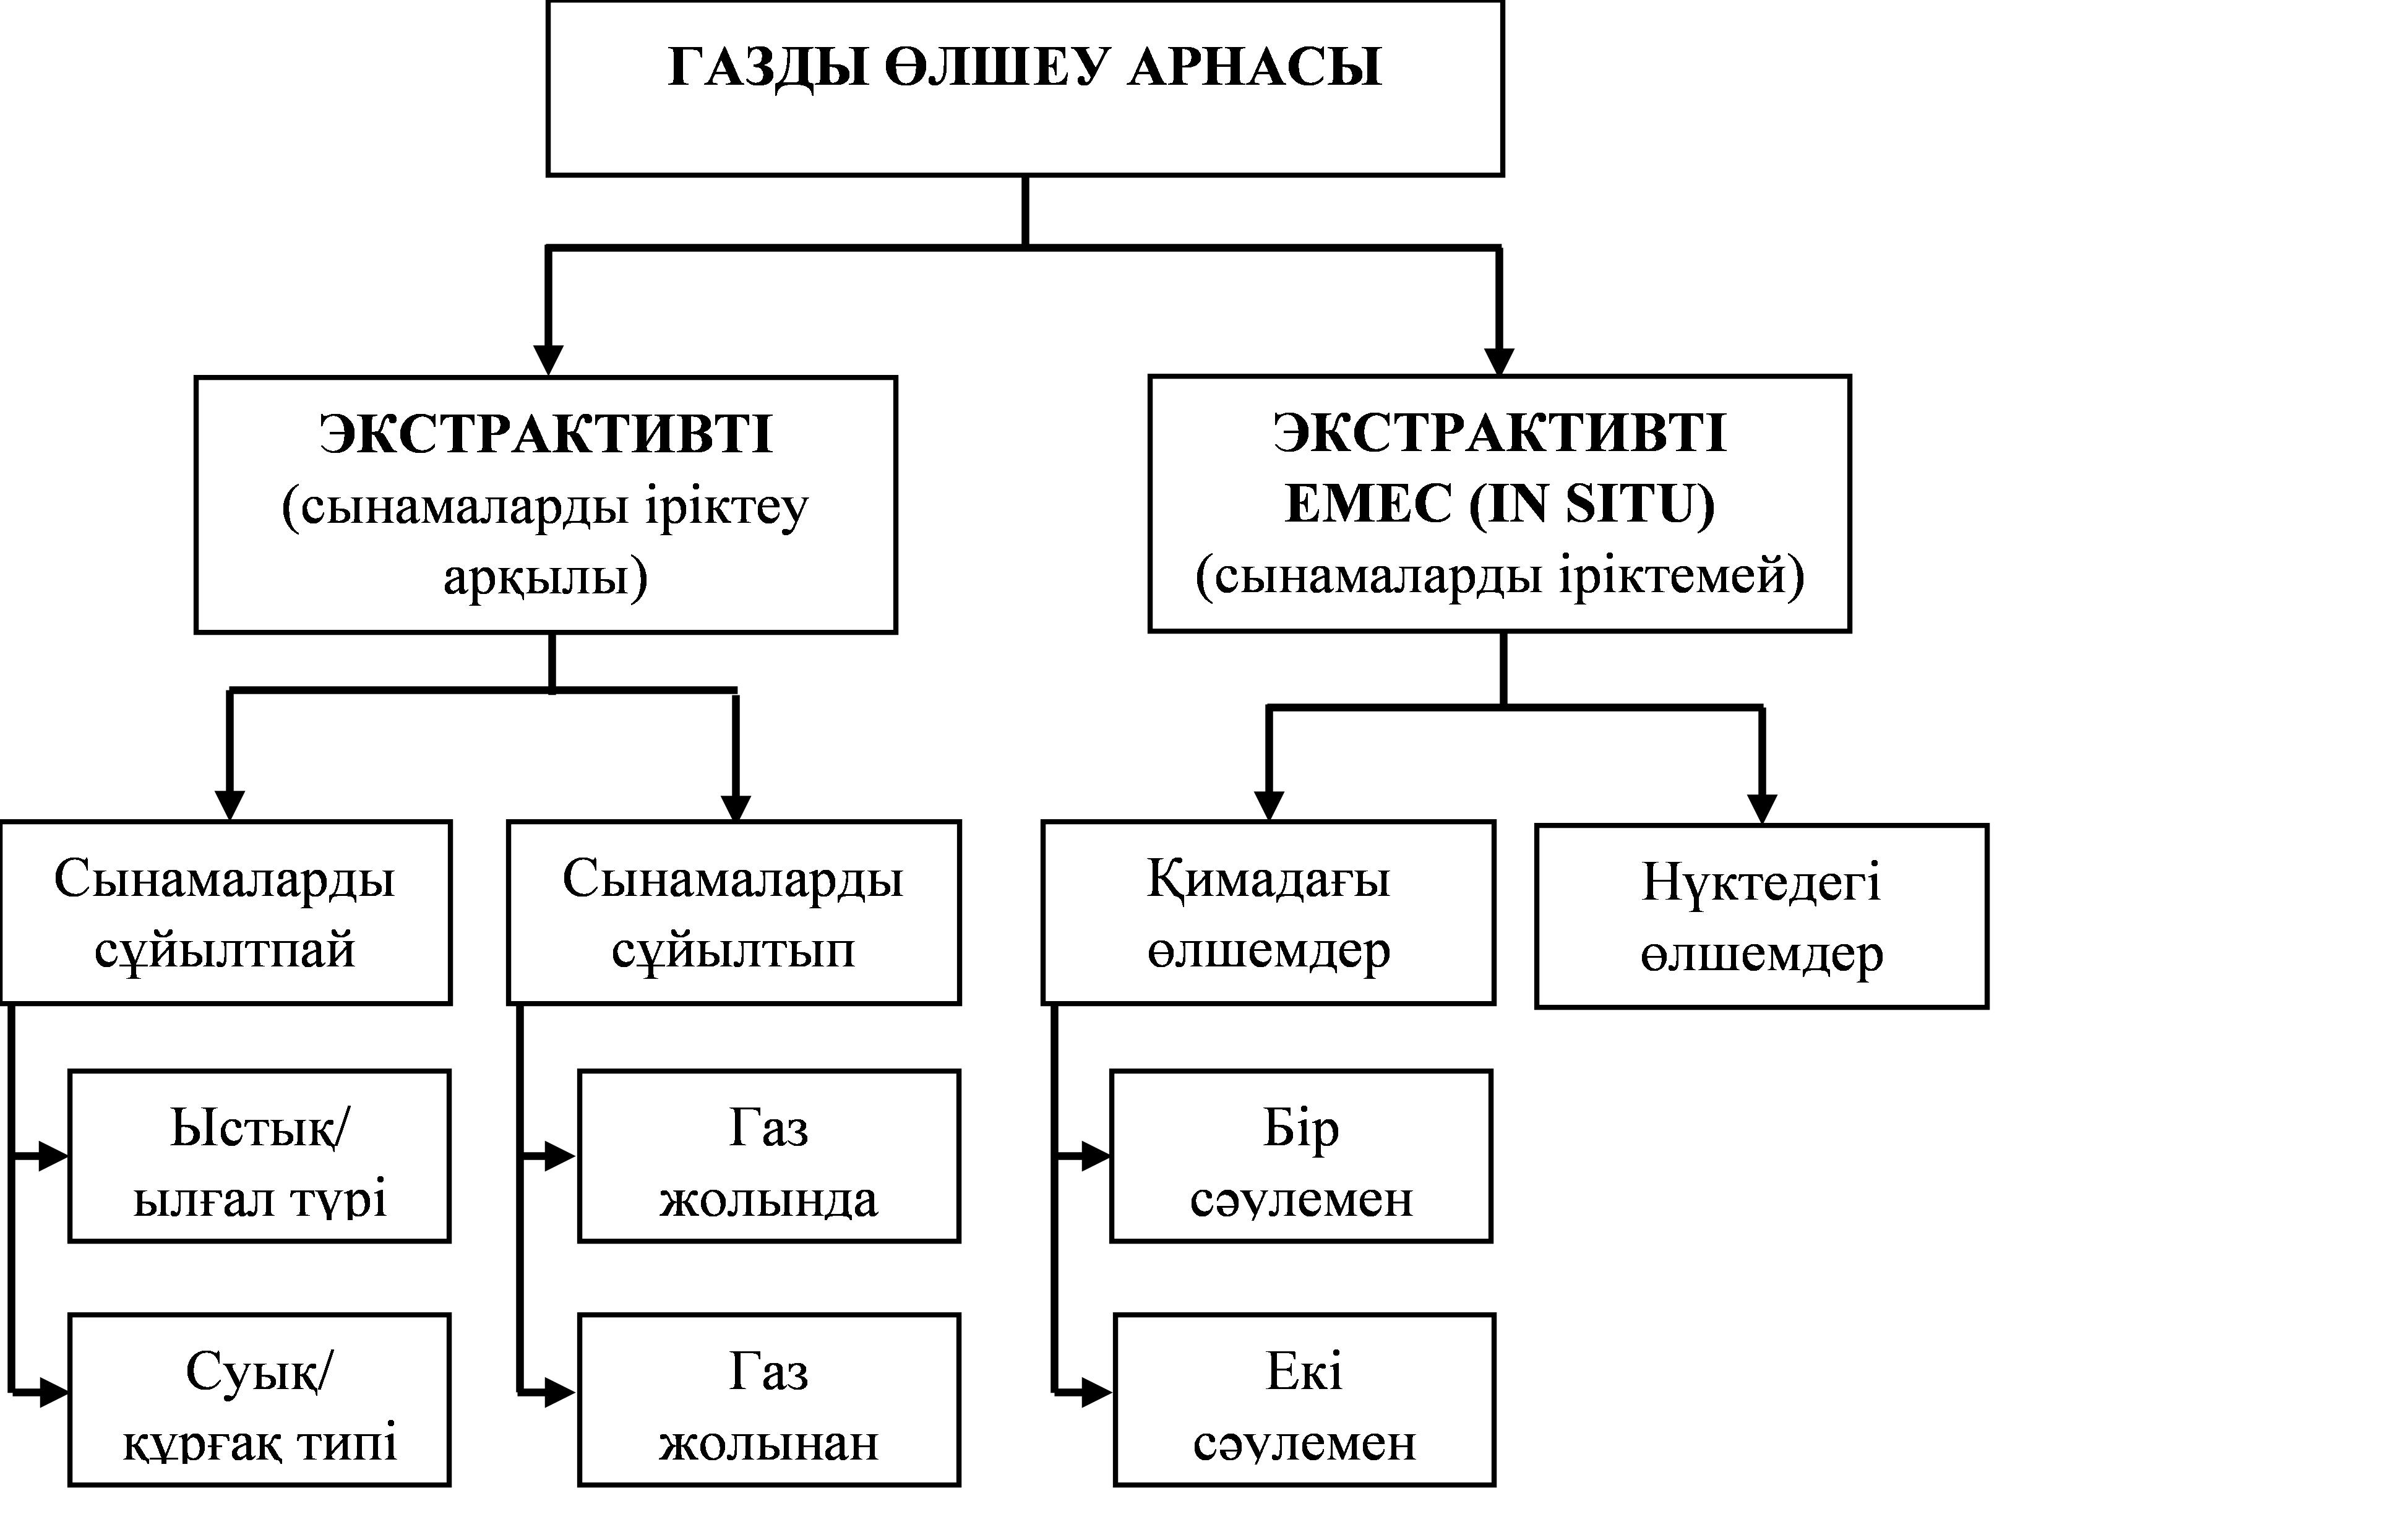 ГАЗДЫ ӨЛШЕУ АРНАСЫ
ЭКСТРАКТИВТІ
(сынамаларды іріктеу
арқылы)
ЭКСТРАКТИВТІ
ЕМЕС (IN SITU)
(сынамаларды іріктемей)
Сынамаларды
сұйылтпай
Сынамаларды
сұйылтып
Қимадағы
өлшемдер
Нүктедегі
өлшемдер
Ыстық/
ылғал түрі
Газ
жолында
Бір
сәулемен
Суық/
құрғақ типі
Газ
жолынан
Екі
сәулемен